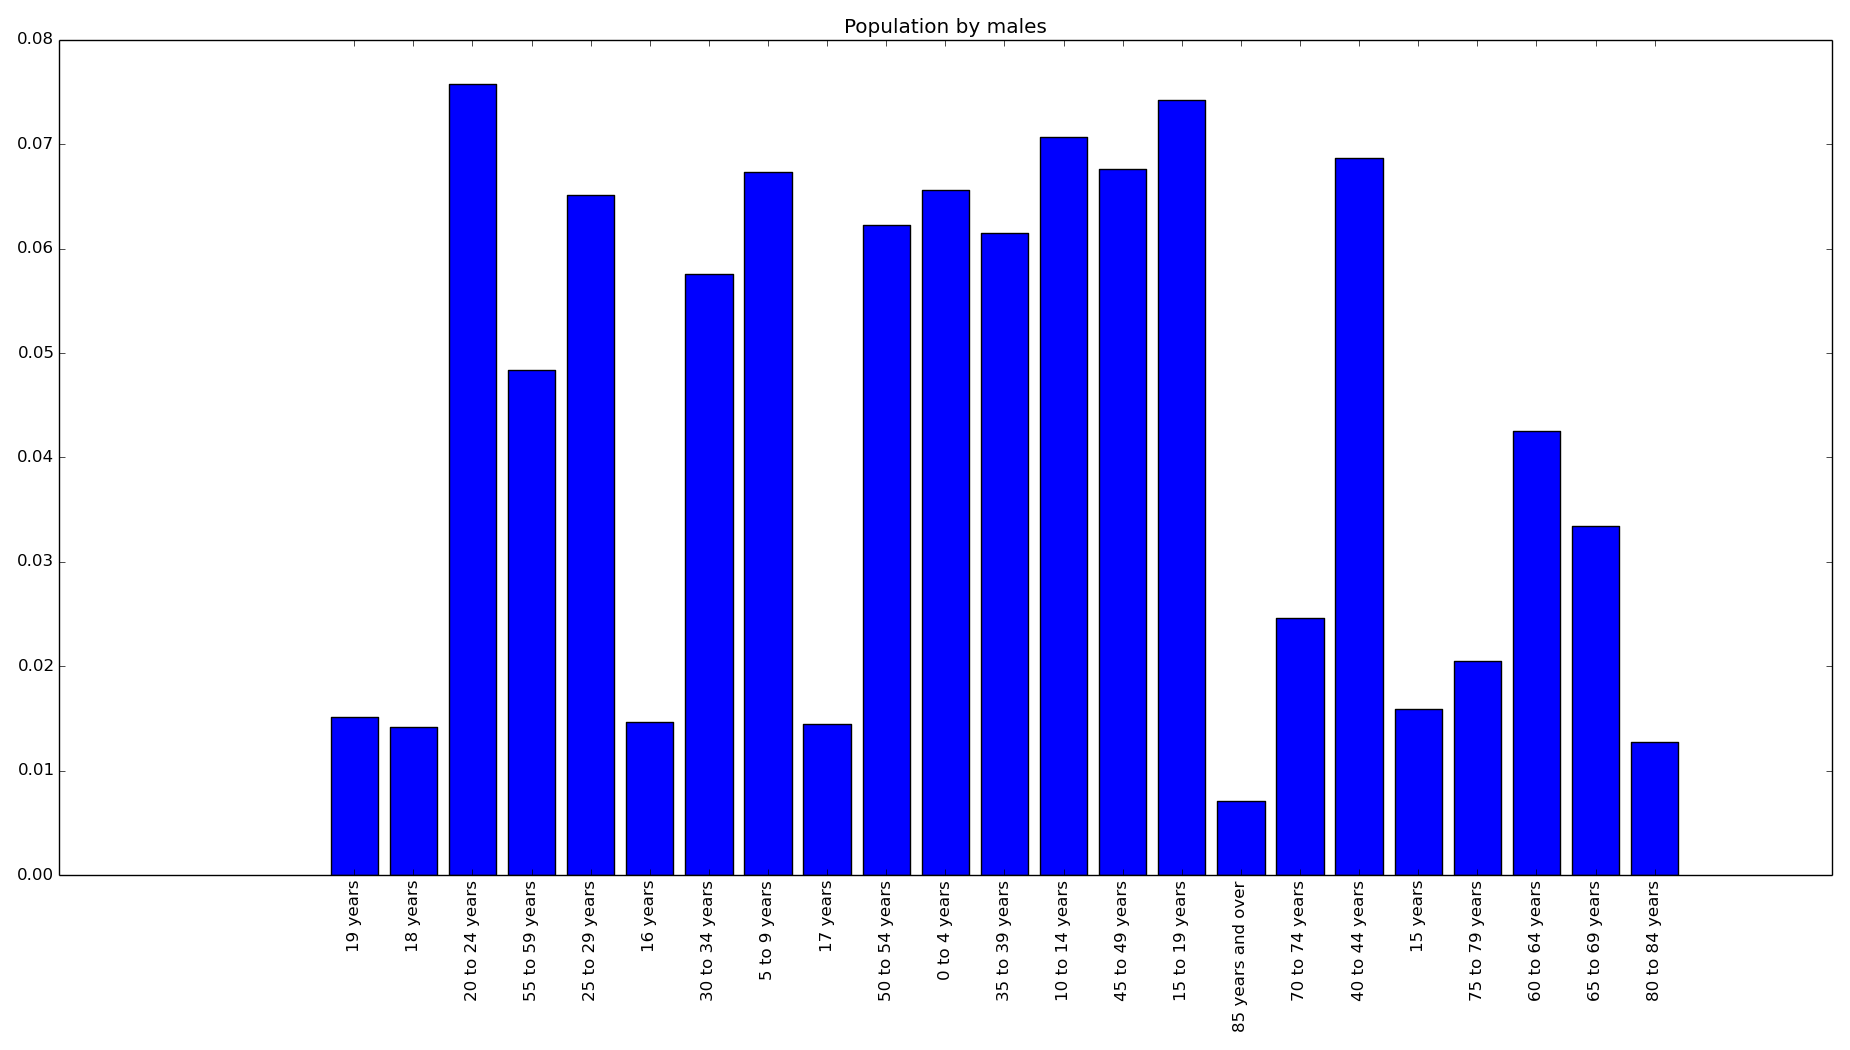 Population by males
0.08
0.07
0.06
0.05
0.04
0.03
0.02
0.01
0.00
19 years
18 years
20 to 24 years
55 to 59 years
25 to 29 years
16 years
30 to 34 years
5 to 9 years
17 years
50 to 54 years
0 to 4 years
35 to 39 years
10 to 14 years
45 to 49 years
15 to 19 years
85 years and over
70 to 74 years
40 to 44 years
15 years
75 to 79 years
60 to 64 years
65 to 69 years
80 to 84 years